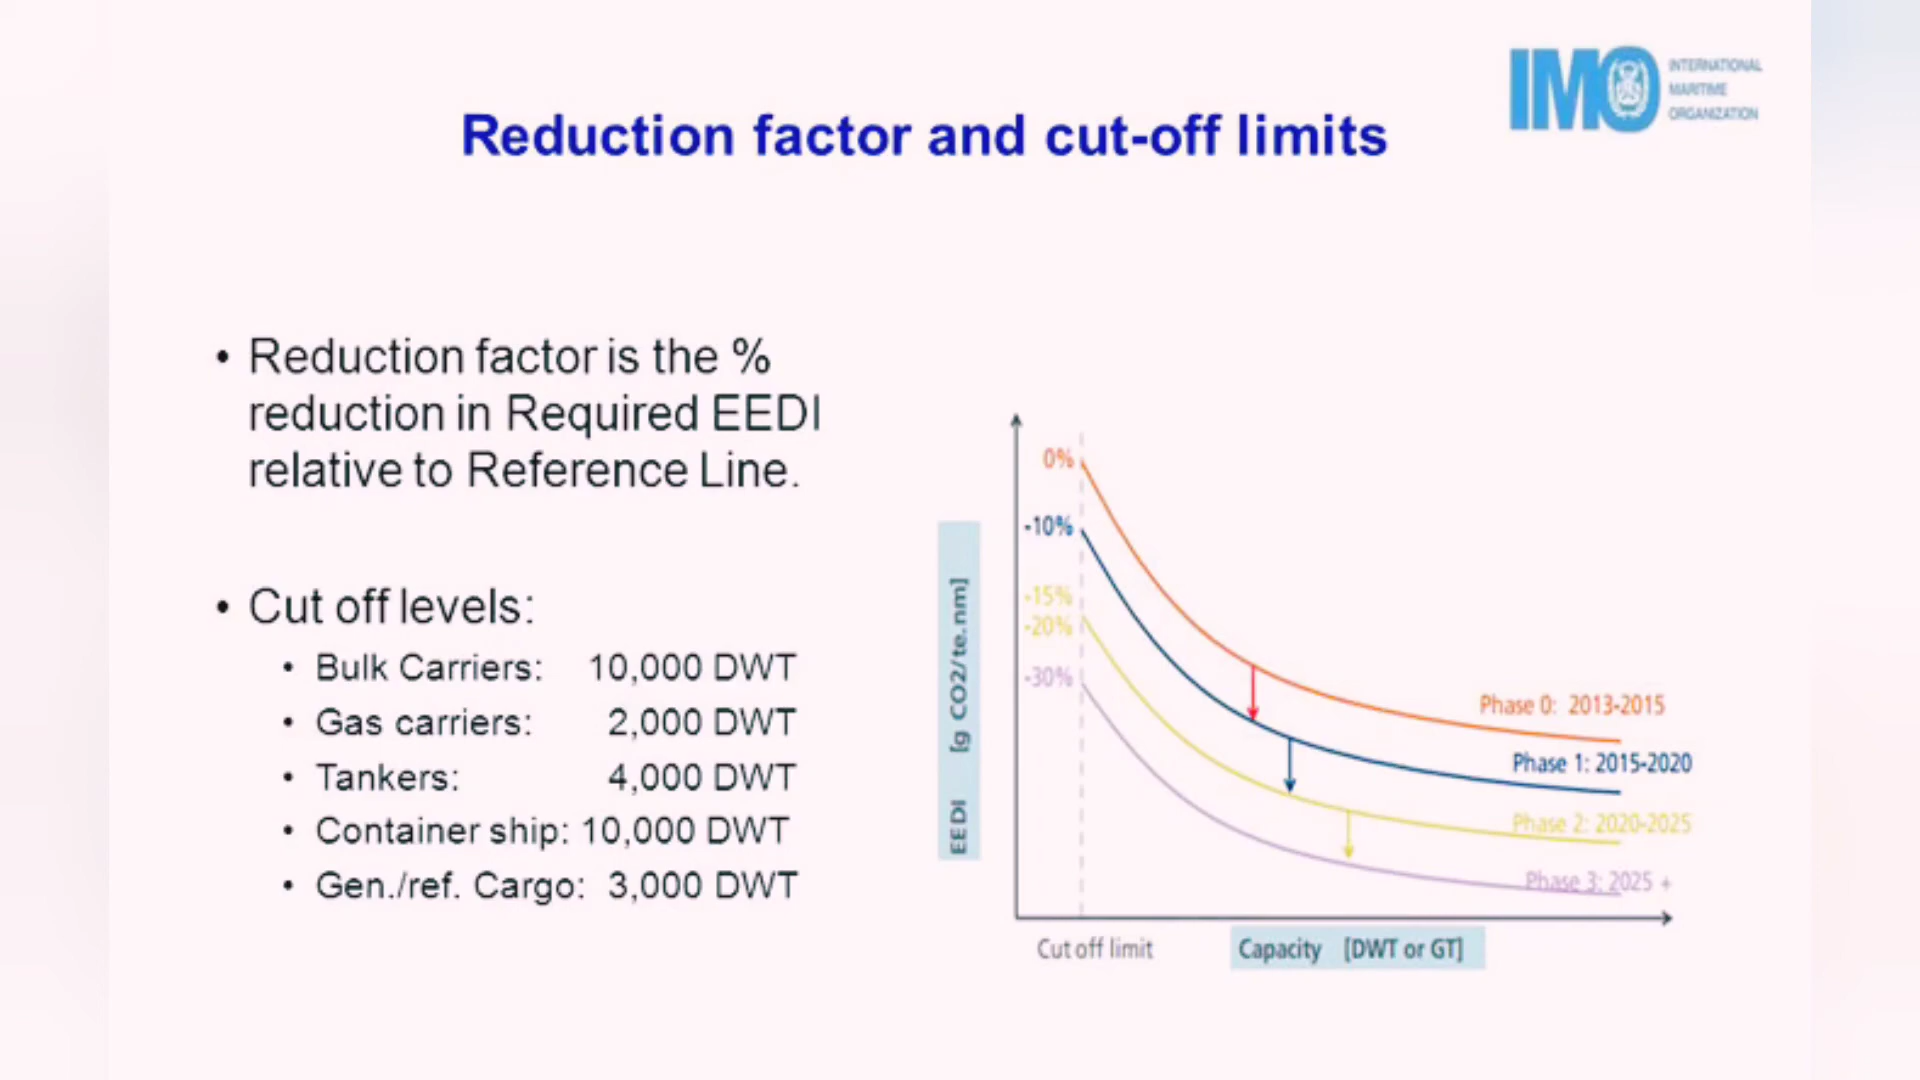 IMO
INTERNATIONAL
MARITIME
ORGANIZATION
Reduction factor and cut-off limits
• Reduction factor is the %
reduction in Required EEDI
relative to Reference Line.
• Cut off levels:
• Bulk Carriers: 10,000 DWT
• Gas carriers: 2,000 DWT
• Tankers: 4,000 DWT
• Container ship: 10,000 DWT
• Gen./ref. Cargo: 3,000 DWT
EEDI [g CO2/te.nm]
0%
-10%
-15%
-20%
-30%
Phase 0: 2013-2015
Phase 1: 2015-2020
Phase 2: 2020-2025
Phase 3: 2025 +
Cut off limit
Capacity [DWT or GT]